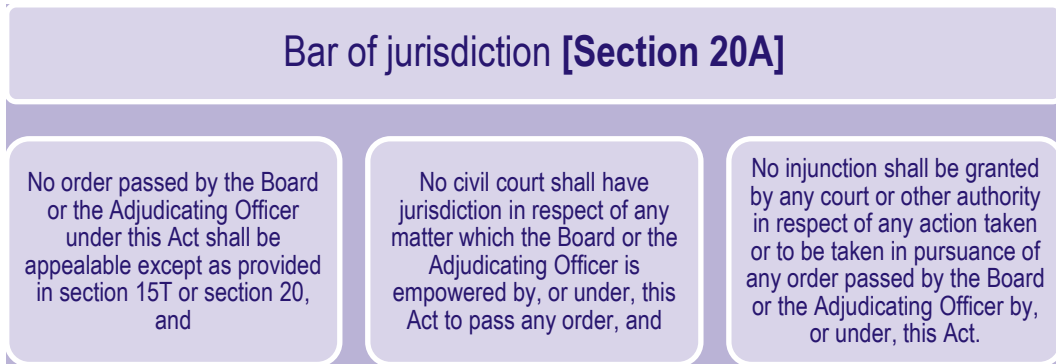 Bar of jurisdiction [Section 20A]
No order passed by the Board
or the Adjudicating Officer
under this Act shall be
appealable except as provided
in section 15T or section 20,
and
No civil court shall have
jurisdiction in respect of any
matter which the Board or the
Adjudicating Officer is
empowered by, or under, this
Act to pass any order, and
No injunction shall be granted
by any court or other authority
in respect of any action taken
or to be taken in pursuance of
any order passed by the Board
or the Adjudicating Officer by,
or under, this Act.